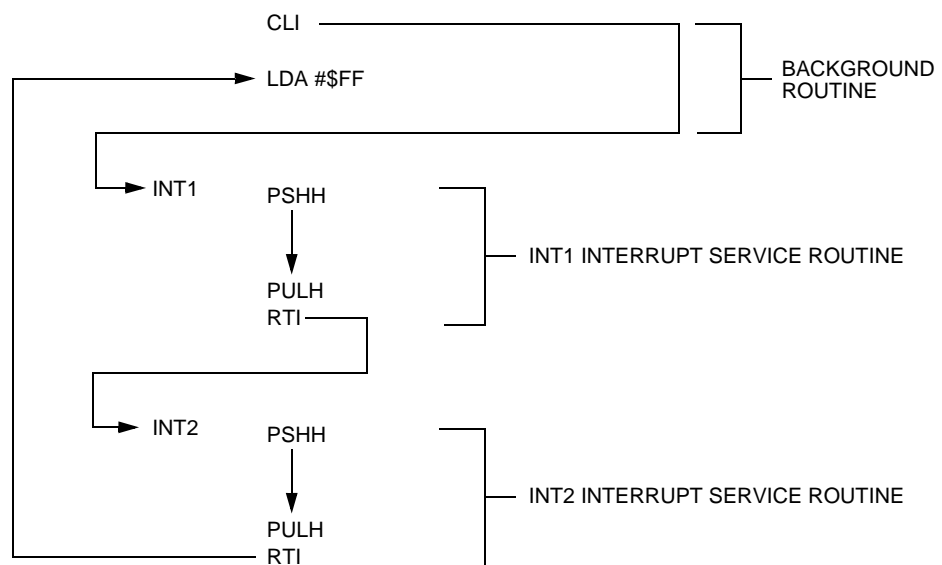 CLI
LDA #$FF
BACKGROUND
ROUTINE
INT1
PSHH
INT1 INTERRUPT SERVICE ROUTINE
PULH
RTI
INT2
PSHH
INT2 INTERRUPT SERVICE ROUTINE
PULH
RTI